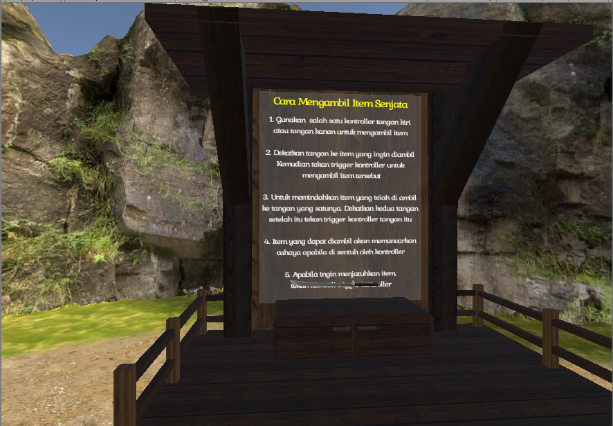 Cara Mengambil Item Senjata
1. Gunakan salah satu kontroller tangan kiri
atau tangan kanan untuk mengambil item
2. Dekatkan tangan ke item yang ingin diambil
Kemudian tekan trigger kontroller untuk
mengambil item tersebut
3. Untuk memindahkan item yang telah di ambil
ke tangan yang satunya. Dekatkan kedua tangan
setelah itu tekan trigger kontroller tangan itu
4. Item yang dapat diambil akan memancarkan
cahaya apabila di sentuh oleh kontroller
5. Apabila ingin menjatuhkan item,